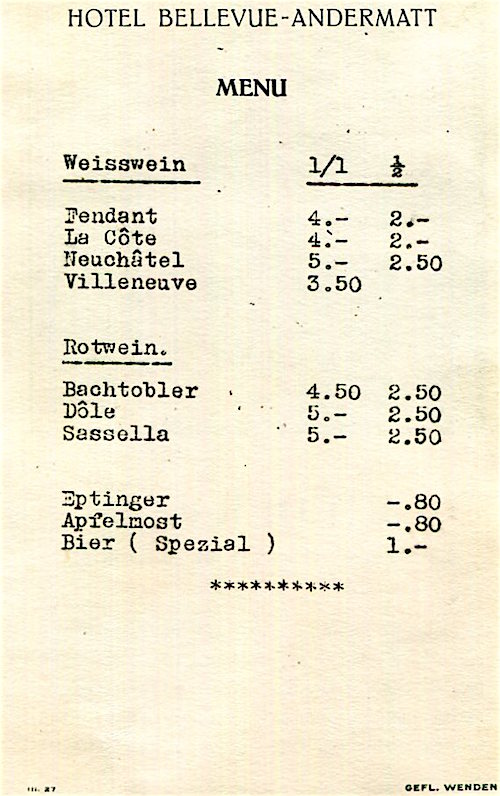 HOTEL BELLEVUE-ANDERMATT
MENU
Weisswein 1/1 ½
Fendant 4.- 2.-
La Côte 4.- 2.-
Neuchâtel 5.- 2.50
Villeneuve 3.50
Rotwein.
Bachtobler 4.50 2.50
Dôle 5.- 2.50
Sassella 5.- 2.50
Eptinger -.80
Apfelmost -.80
Bier ( Spezial ) 1.-
**********
III. 27 GEFL. WENDEN